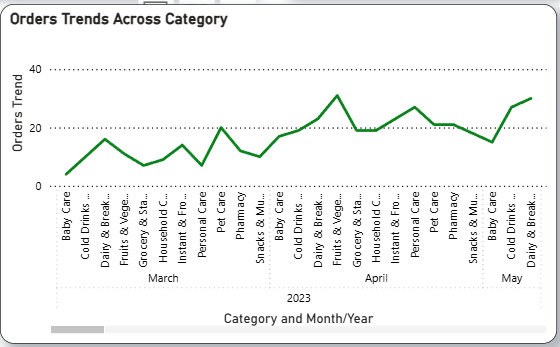 Orders Trends Across Category
Orders Trend
40
20
0
Baby Care
Cold Drinks ...
Dairy & Break...
Fruits & Vege...
Grocery & Sta...
Household C...
Instant & Fro...
Personal Care
Pet Care
Pharmacy
Snacks & Mu...
Baby Care
Cold Drinks ...
Dairy & Break...
Fruits & Vege...
Grocery & Sta...
Household C...
Instant & Fro...
Personal Care
Pet Care
Pharmacy
Snacks & Mu...
Baby Care
Cold Drinks ...
Dairy & Break...
March
April
May
2023
Category and Month/Year